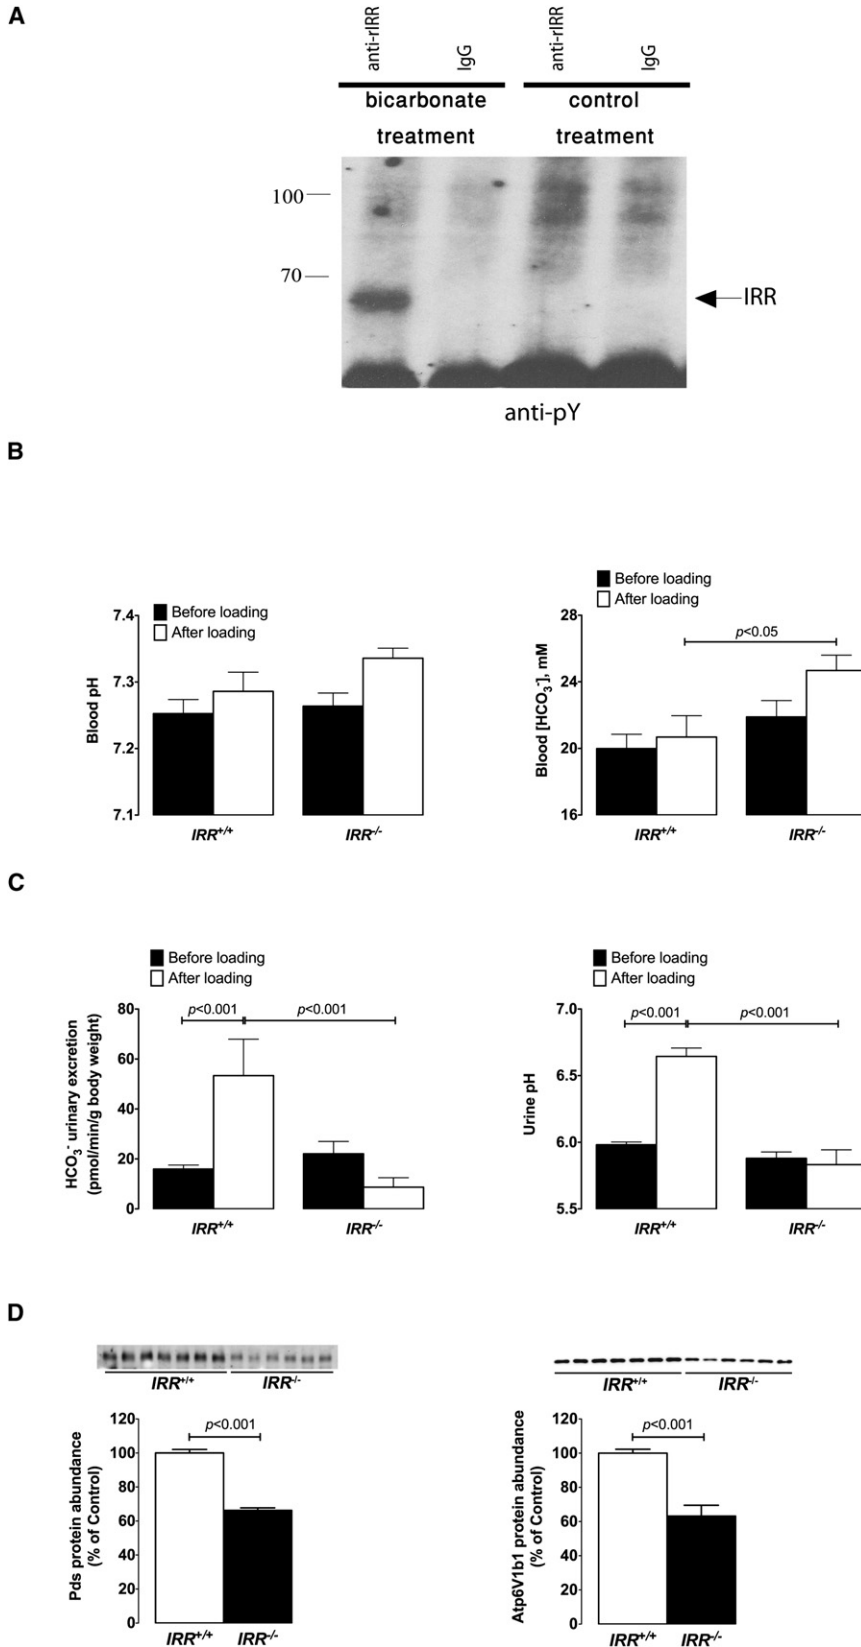 A
anti-rIRR
IgG
anti-rIRR
IgG
bicarbonate
treatment
control
treatment
100
70
IRR
anti-pY
B
Before loading
After loading
7.4
7.3
7.2
7.1
Blood pH
IRR+/+
IRR-/-
Before loading
After loading
28
24
20
16
Blood [HCO3-], mM
p<0.05
IRR+/+
IRR-/-
C
Before loading
After loading
80
60
40
20
0
HCO3- urinary excretion
(pmol/min/g body weight)
p<0.001
p<0.001
IRR+/+
IRR-/-
Before loading
After loading
7.0
6.5
6.0
5.5
Urine pH
p<0.001
p<0.001
IRR+/+
IRR-/-
D
IRR+/+
IRR-/-
120
100
80
60
40
20
0
Pds protein abundance
(% of Control)
p<0.001
IRR+/+
IRR-/-
IRR+/+
IRR-/-
120
100
80
60
40
20
0
Atp6V1b1 protein abundance
(% of Control)
p<0.001
IRR+/+
IRR-/-